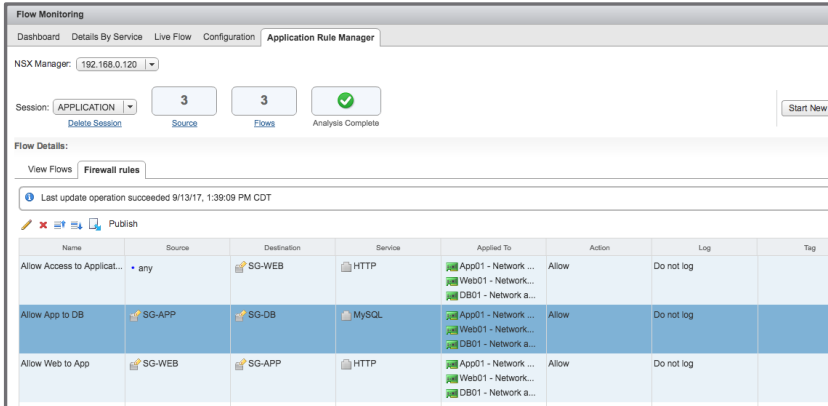 Flow Monitoring
Dashboard Details By Service Live Flow Configuration Application Rule Manager
NSX Manager: 192.168.0.120
Session: APPLICATION 3 3
Delete Session Source Flows Analysis Complete
Start New
Flow Details:
View Flows Firewall rules
Last update operation succeeded 9/13/17, 1:39:09 PM CDT
Publish
Name Source Destination Service Applied To Action Log Tag
Allow Access to Applicat... any SG-WEB HTTP App01 - Network ... Allow Do not log
Web01 - Network...
DB01 - Network a...
Allow App to DB SG-APP SG-DB MySQL App01 - Network ... Allow Do not log
Web01 - Network...
DB01 - Network a...
Allow Web to App SG-WEB SG-APP HTTP App01 - Network ... Allow Do not log
Web01 - Network...
DB01 - Network a...